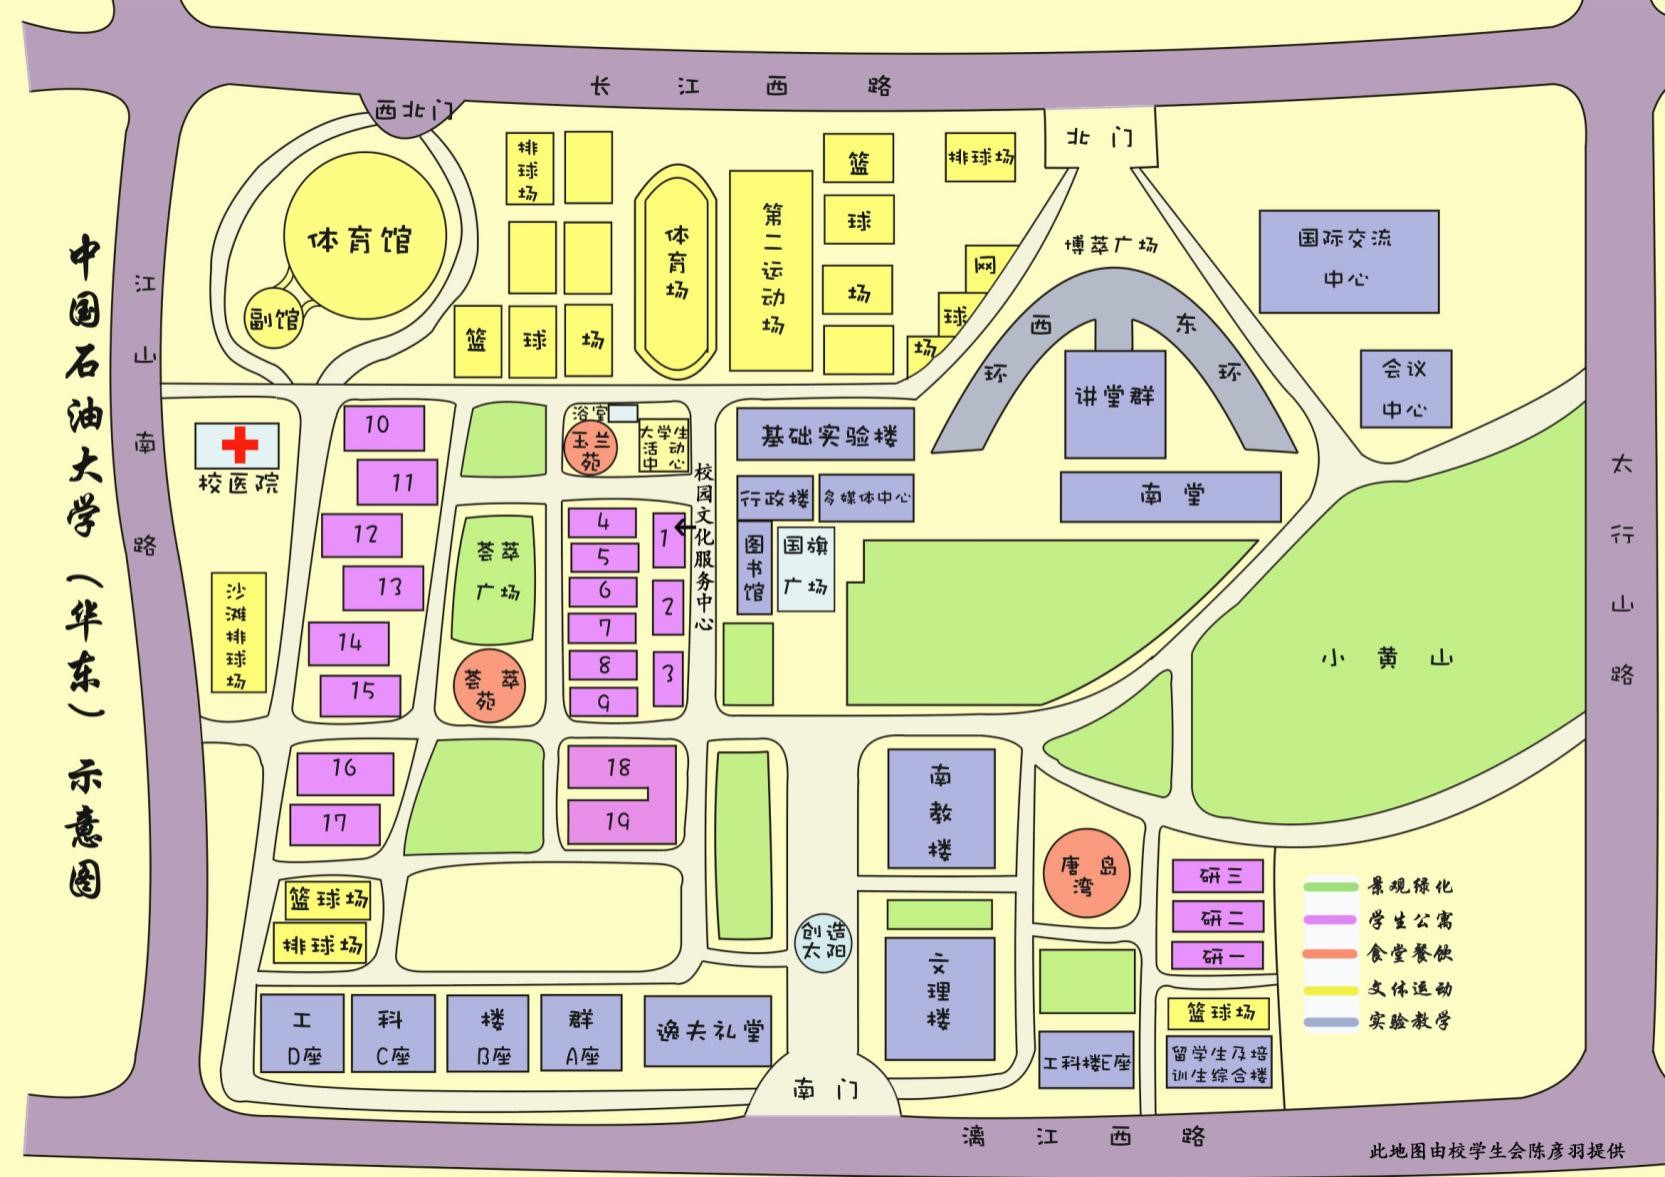 长江西路
西北门
北门
排球场
篮
球
场
排球场
中国石油大学（华东）示意图
江山南路
体育馆
副馆
体育场
第二运动场
网
球
场
博萃广场
国际交流
中心
篮
球
场
西
东
环
环
讲堂群
会议
中心
校医院
10
11
12
13
14
15
浴室
玉兰
苑
大学生
活动
中心
基础实验楼
行政楼
多媒体中心
南堂
校园文化服务中心
荟萃
广场
4
5
6
7
8
9
1
←
2
3
图书馆
国旗
广场
沙滩排球场
荟萃
苑
小黄山
太行山路
16
17
18
19
南教楼
唐岛
湾
研三
研二
研一
篮球场
排球场
创造
太阳
文理楼
景观绿化
学生公寓
食堂餐饮
文体运动
实验教学
工科楼群
D座
C座
B座
A座
逸夫礼堂
工科楼E座
篮球场
留学生及培
训生综合楼
南门
漓江西路
此地图由校学生会陈彦羽提供